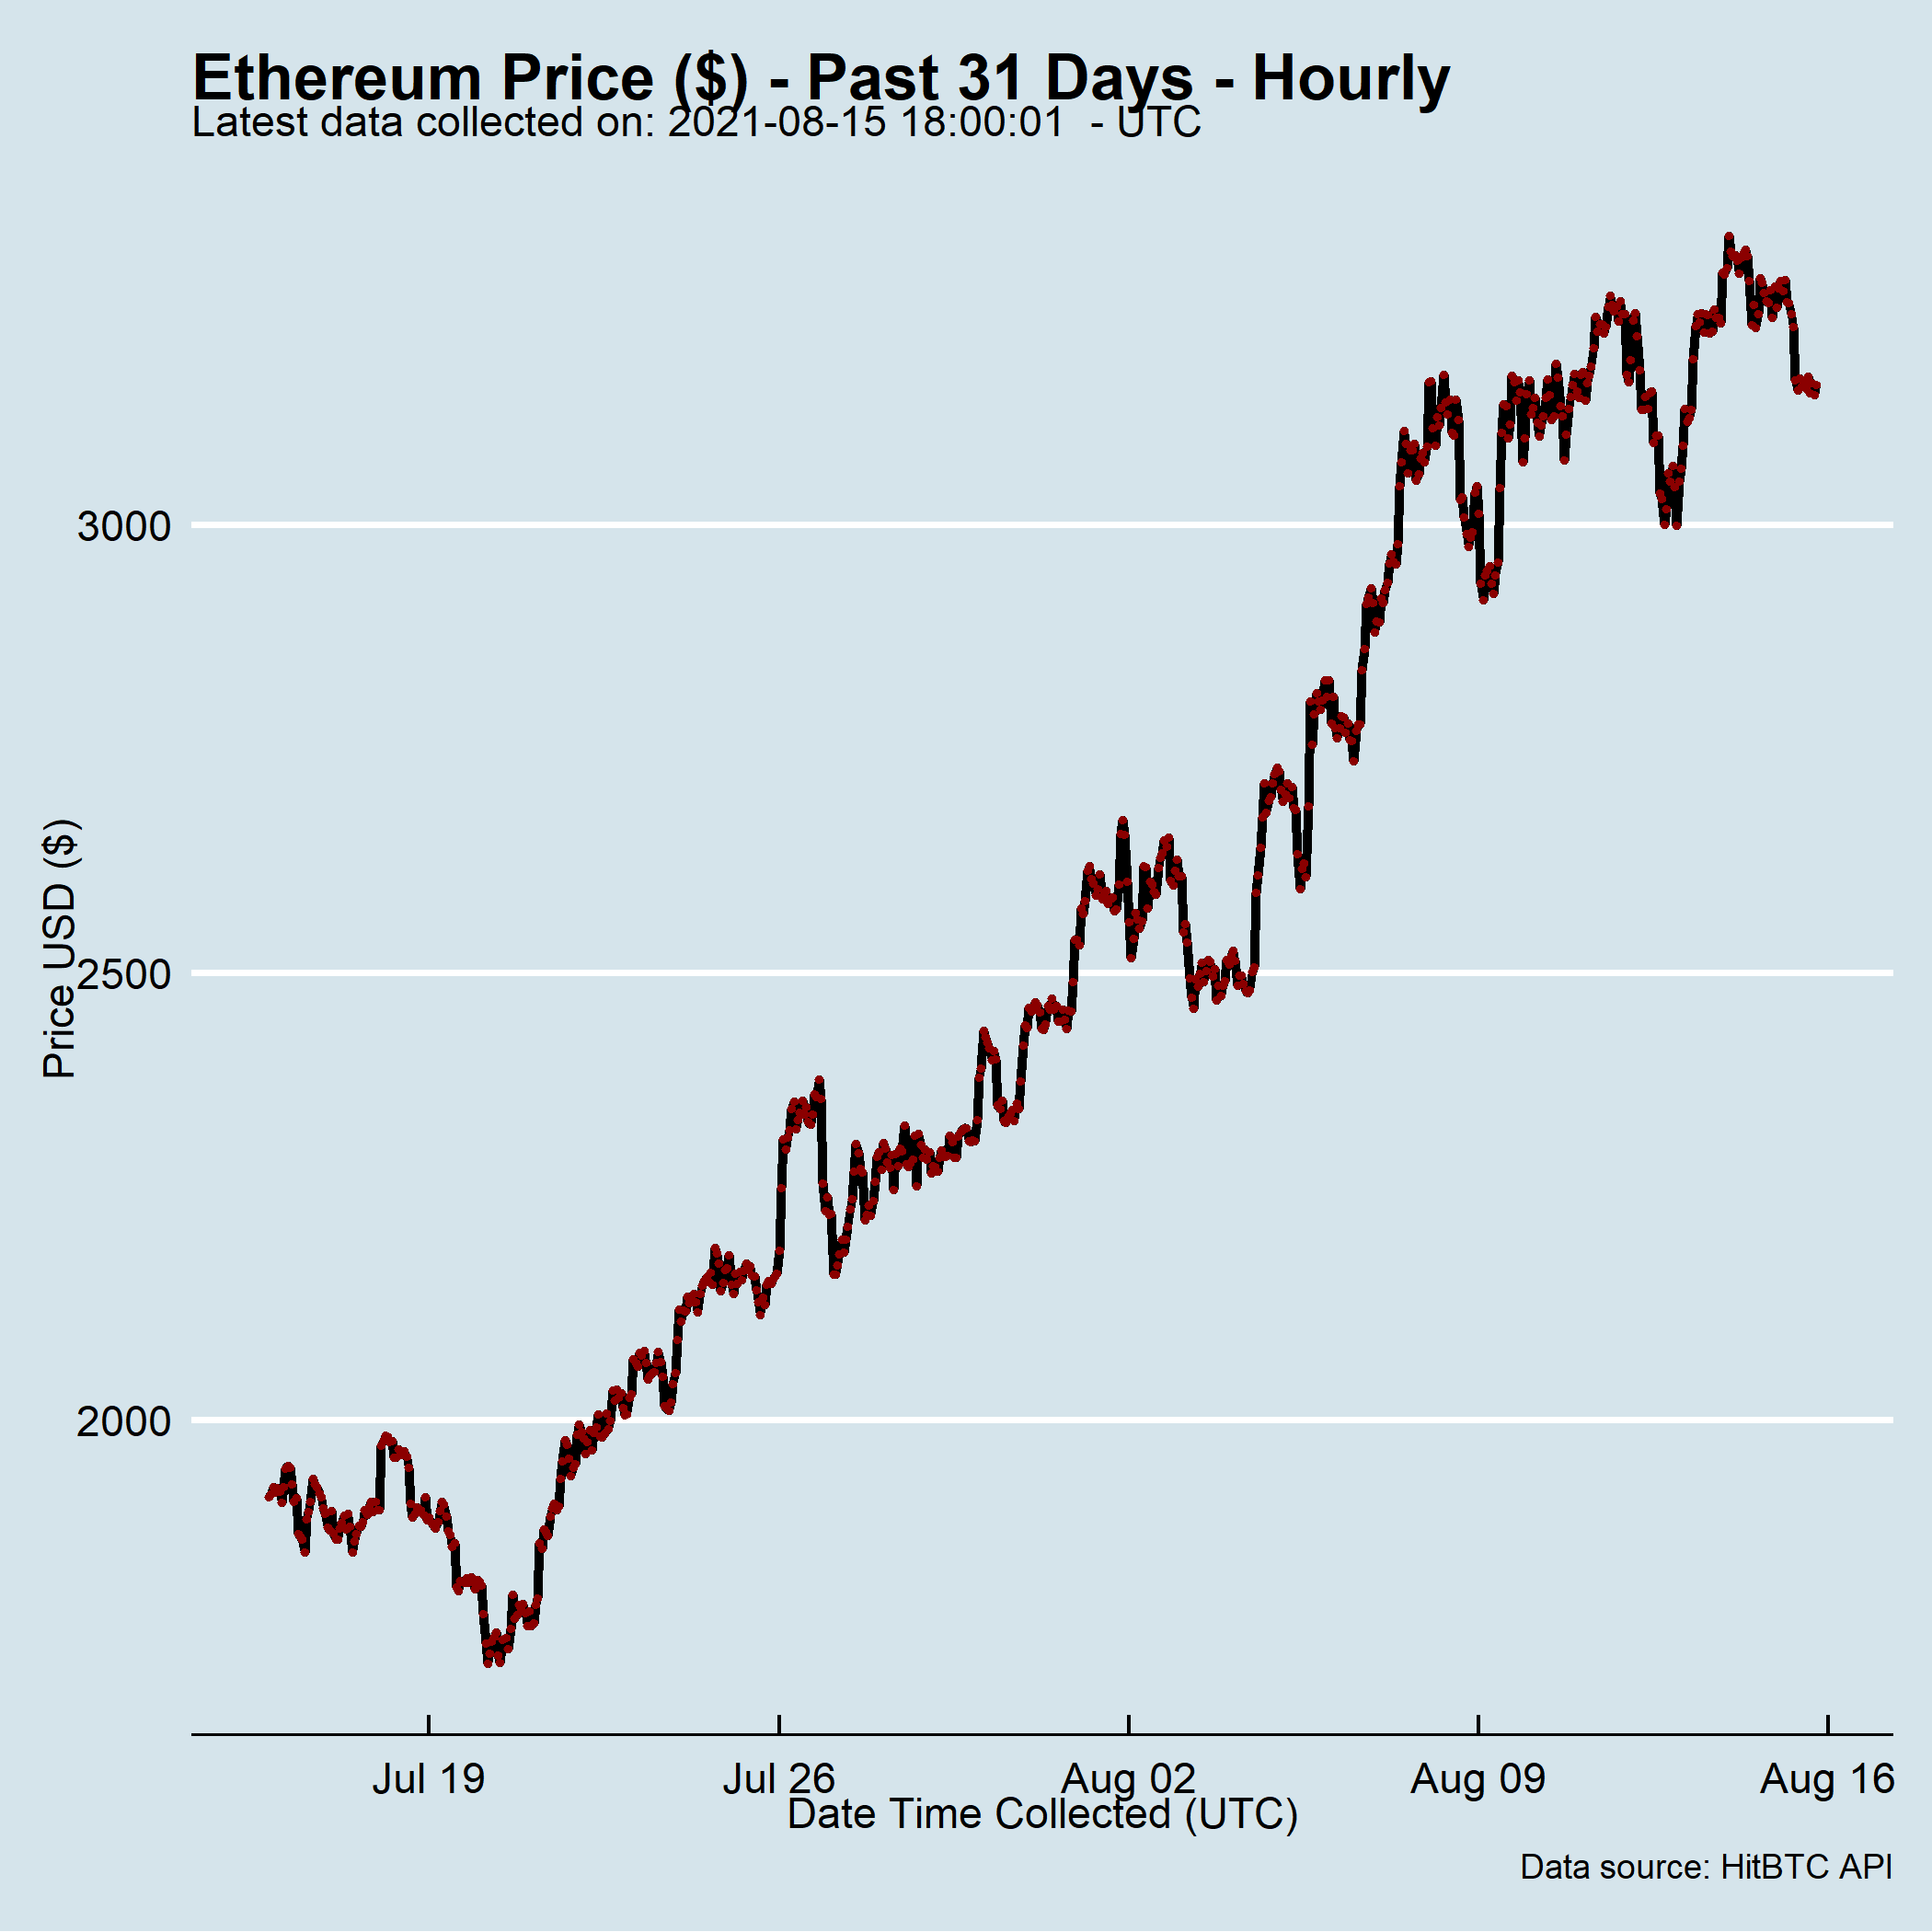 Ethereum Price ($) - Past 31 Days - Hourly
Latest data collected on: 2021-08-15 18:00:01  - UTC
Price USD ($)
3000
2500
2000
Jul 19
Jul 26
Aug 02
Aug 09
Aug 16
Date Time Collected (UTC)
Data source: HitBTC API